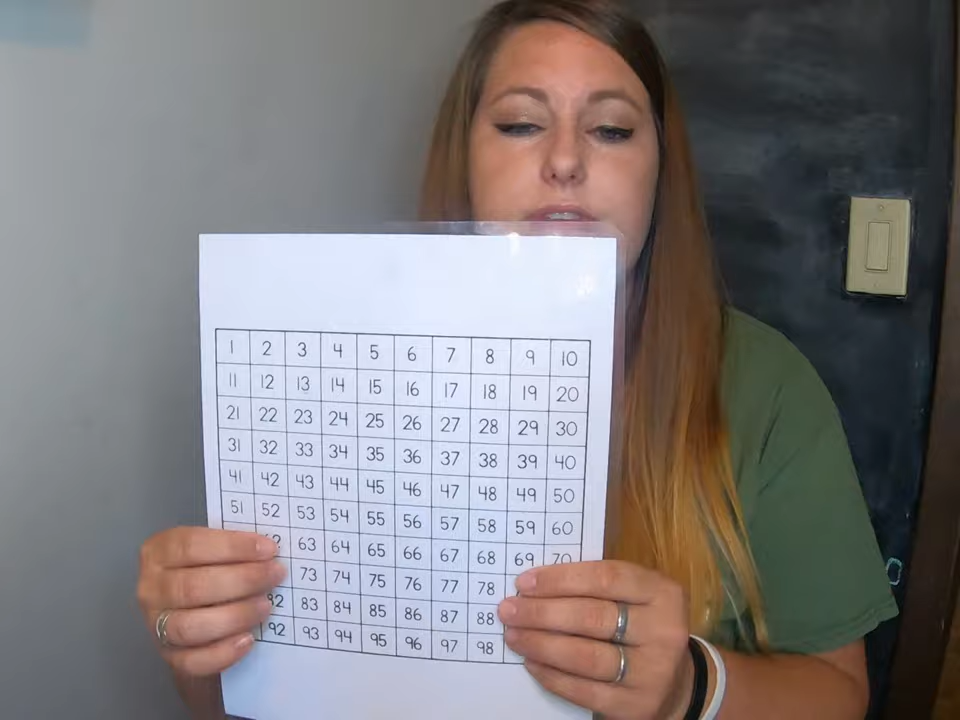 1 2 3 4 5 6 7 8 9 10
11 12 13 14 15 16 17 18 19 20
21 22 23 24 25 26 27 28 29 30
31 32 33 34 35 36 37 38 39 40
41 42 43 44 45 46 47 48 49 50
51 52 53 54 55 56 57 58 59 60
63 64 65 66 67 68 69 70
73 74 75 76 77 78
82 83 84 85 86 87 88
92 93 94 95 96 97 98